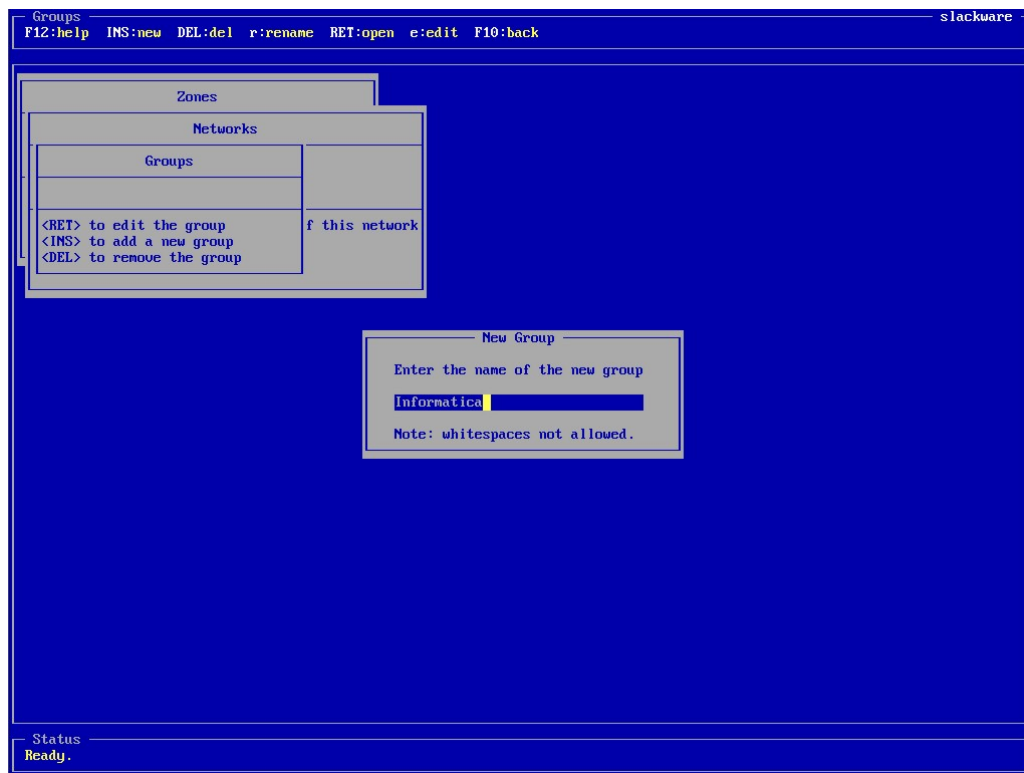 Groups slackware
F12:help INS:new DEL:del r:rename RET:open e:edit F10:back
Zones
Networks
Groups
<RET> to edit the group f this network
<INS> to add a new group
<DEL> to remove the group
New Group
Enter the name of the new group
Informatica
Note: whitespaces not allowed.
Status
Ready.